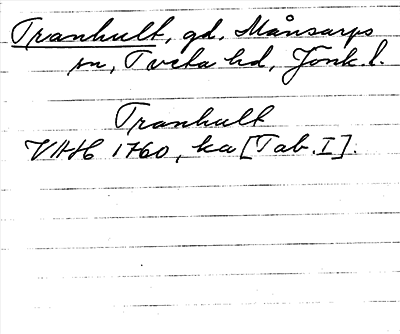 Tranhult, gd, Månsarps
sn, Tveta hd, Jönk. l.
Tranhult
VHH 1760, ka [Tab. I].